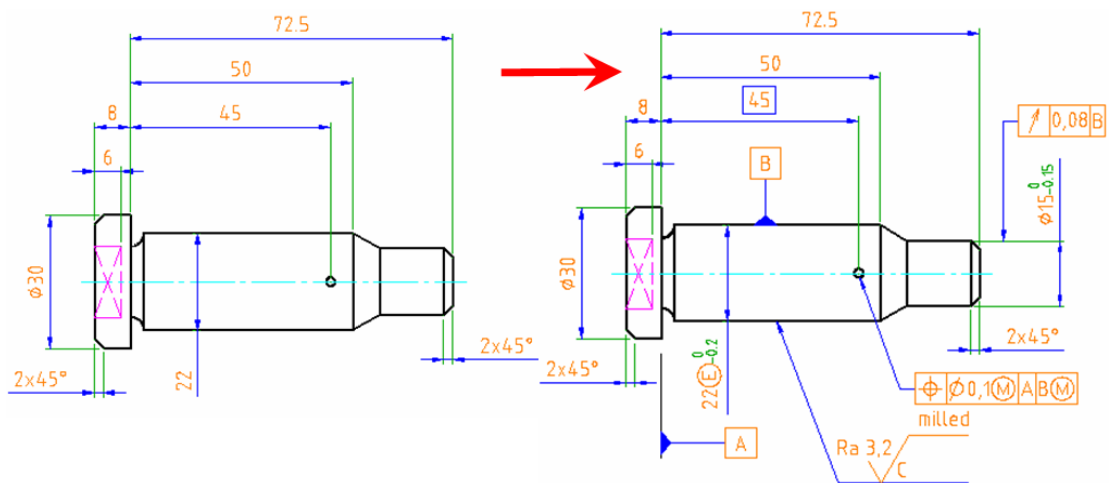 72.5
50
8
45
6
Ø30
22
2x45°
2x45°
72.5
50
8
45
6
Ø30
B
↗ 0,08 B
Ø15 0 -0.15
22 Ⓔ 0 -0.2
2x45°
2x45°
⌖ Ø0,1 Ⓜ A B Ⓜ
milled
A
Ra 3,2
C